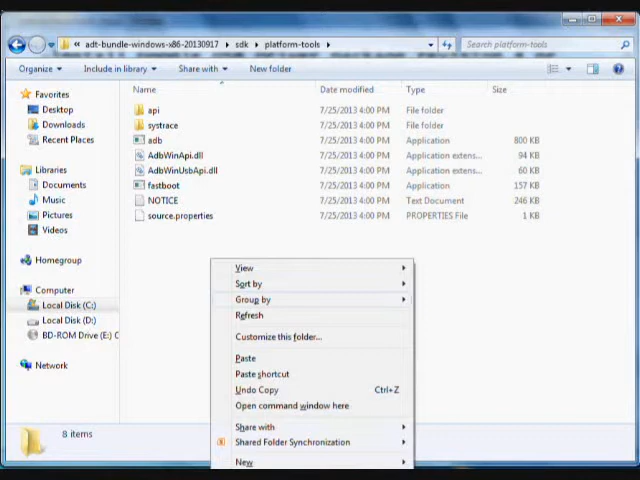 adt-bundle-windows-x86-20130917 ▸ sdk ▸ platform-tools ▸
Search platform-tools
Organize
Include in library
Share with
New folder
Name
Date modified
Type
Size
Favorites
Desktop
Downloads
Recent Places
Libraries
Documents
Music
Pictures
Videos
Homegroup
Computer
Local Disk (C:)
Local Disk (D:)
BD-ROM Drive (E:) C
Network
api 7/25/2013 4:00 PM File folder
systrace 7/25/2013 4:00 PM File folder
adb 7/25/2013 4:00 PM Application 800 KB
AdbWinApi.dll 7/25/2013 4:00 PM Application extens... 94 KB
AdbWinUsbApi.dll 7/25/2013 4:00 PM Application extens... 60 KB
fastboot 7/25/2013 4:00 PM Application 157 KB
NOTICE 7/25/2013 4:00 PM Text Document 246 KB
source.properties 7/25/2013 4:00 PM PROPERTIES File 1 KB
View
Sort by
Group by
Refresh
Customize this folder...
Paste
Paste shortcut
Undo Copy Ctrl+Z
Open command window here
Share with
Shared Folder Synchronization
New
8 items